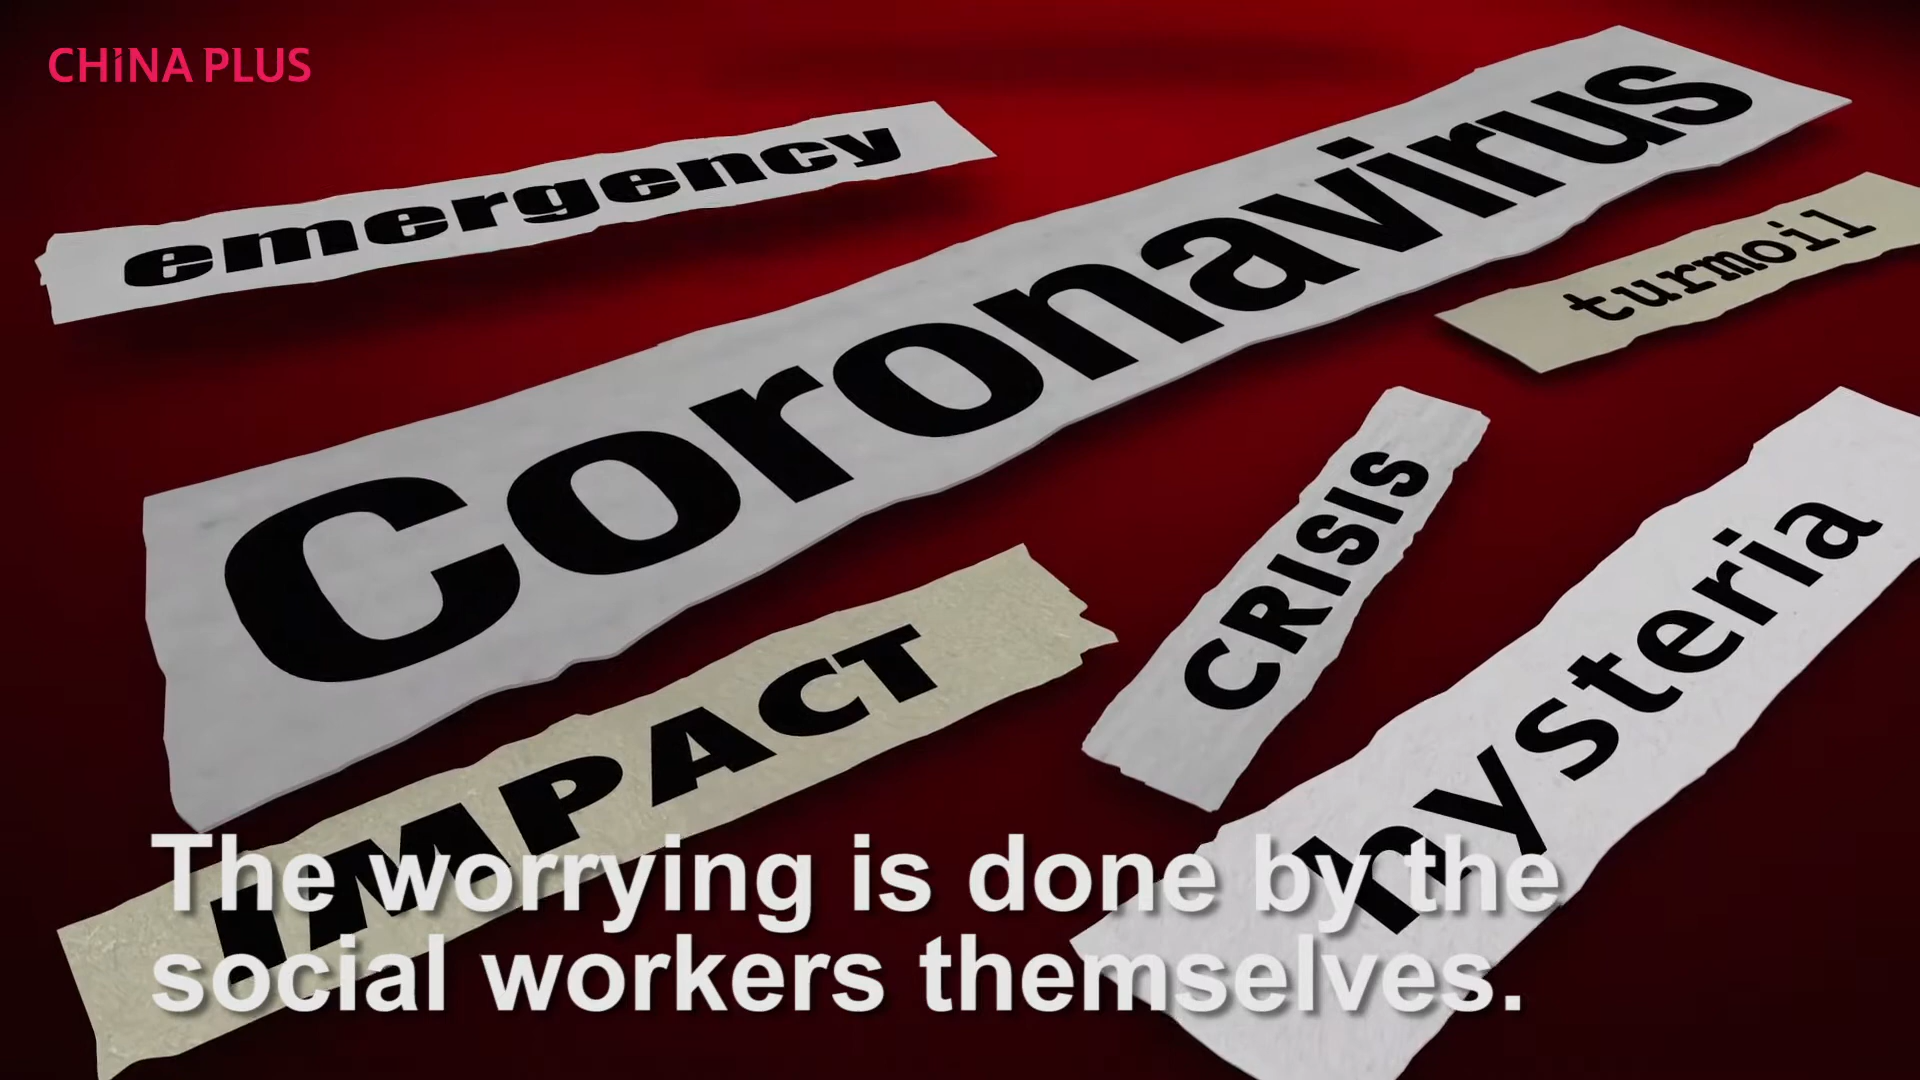 CHINA PLUS
emergency
Coronavirus
turmoil
CRISIS
hysteria
IMPACT
The worrying is done by the
social workers themselves.